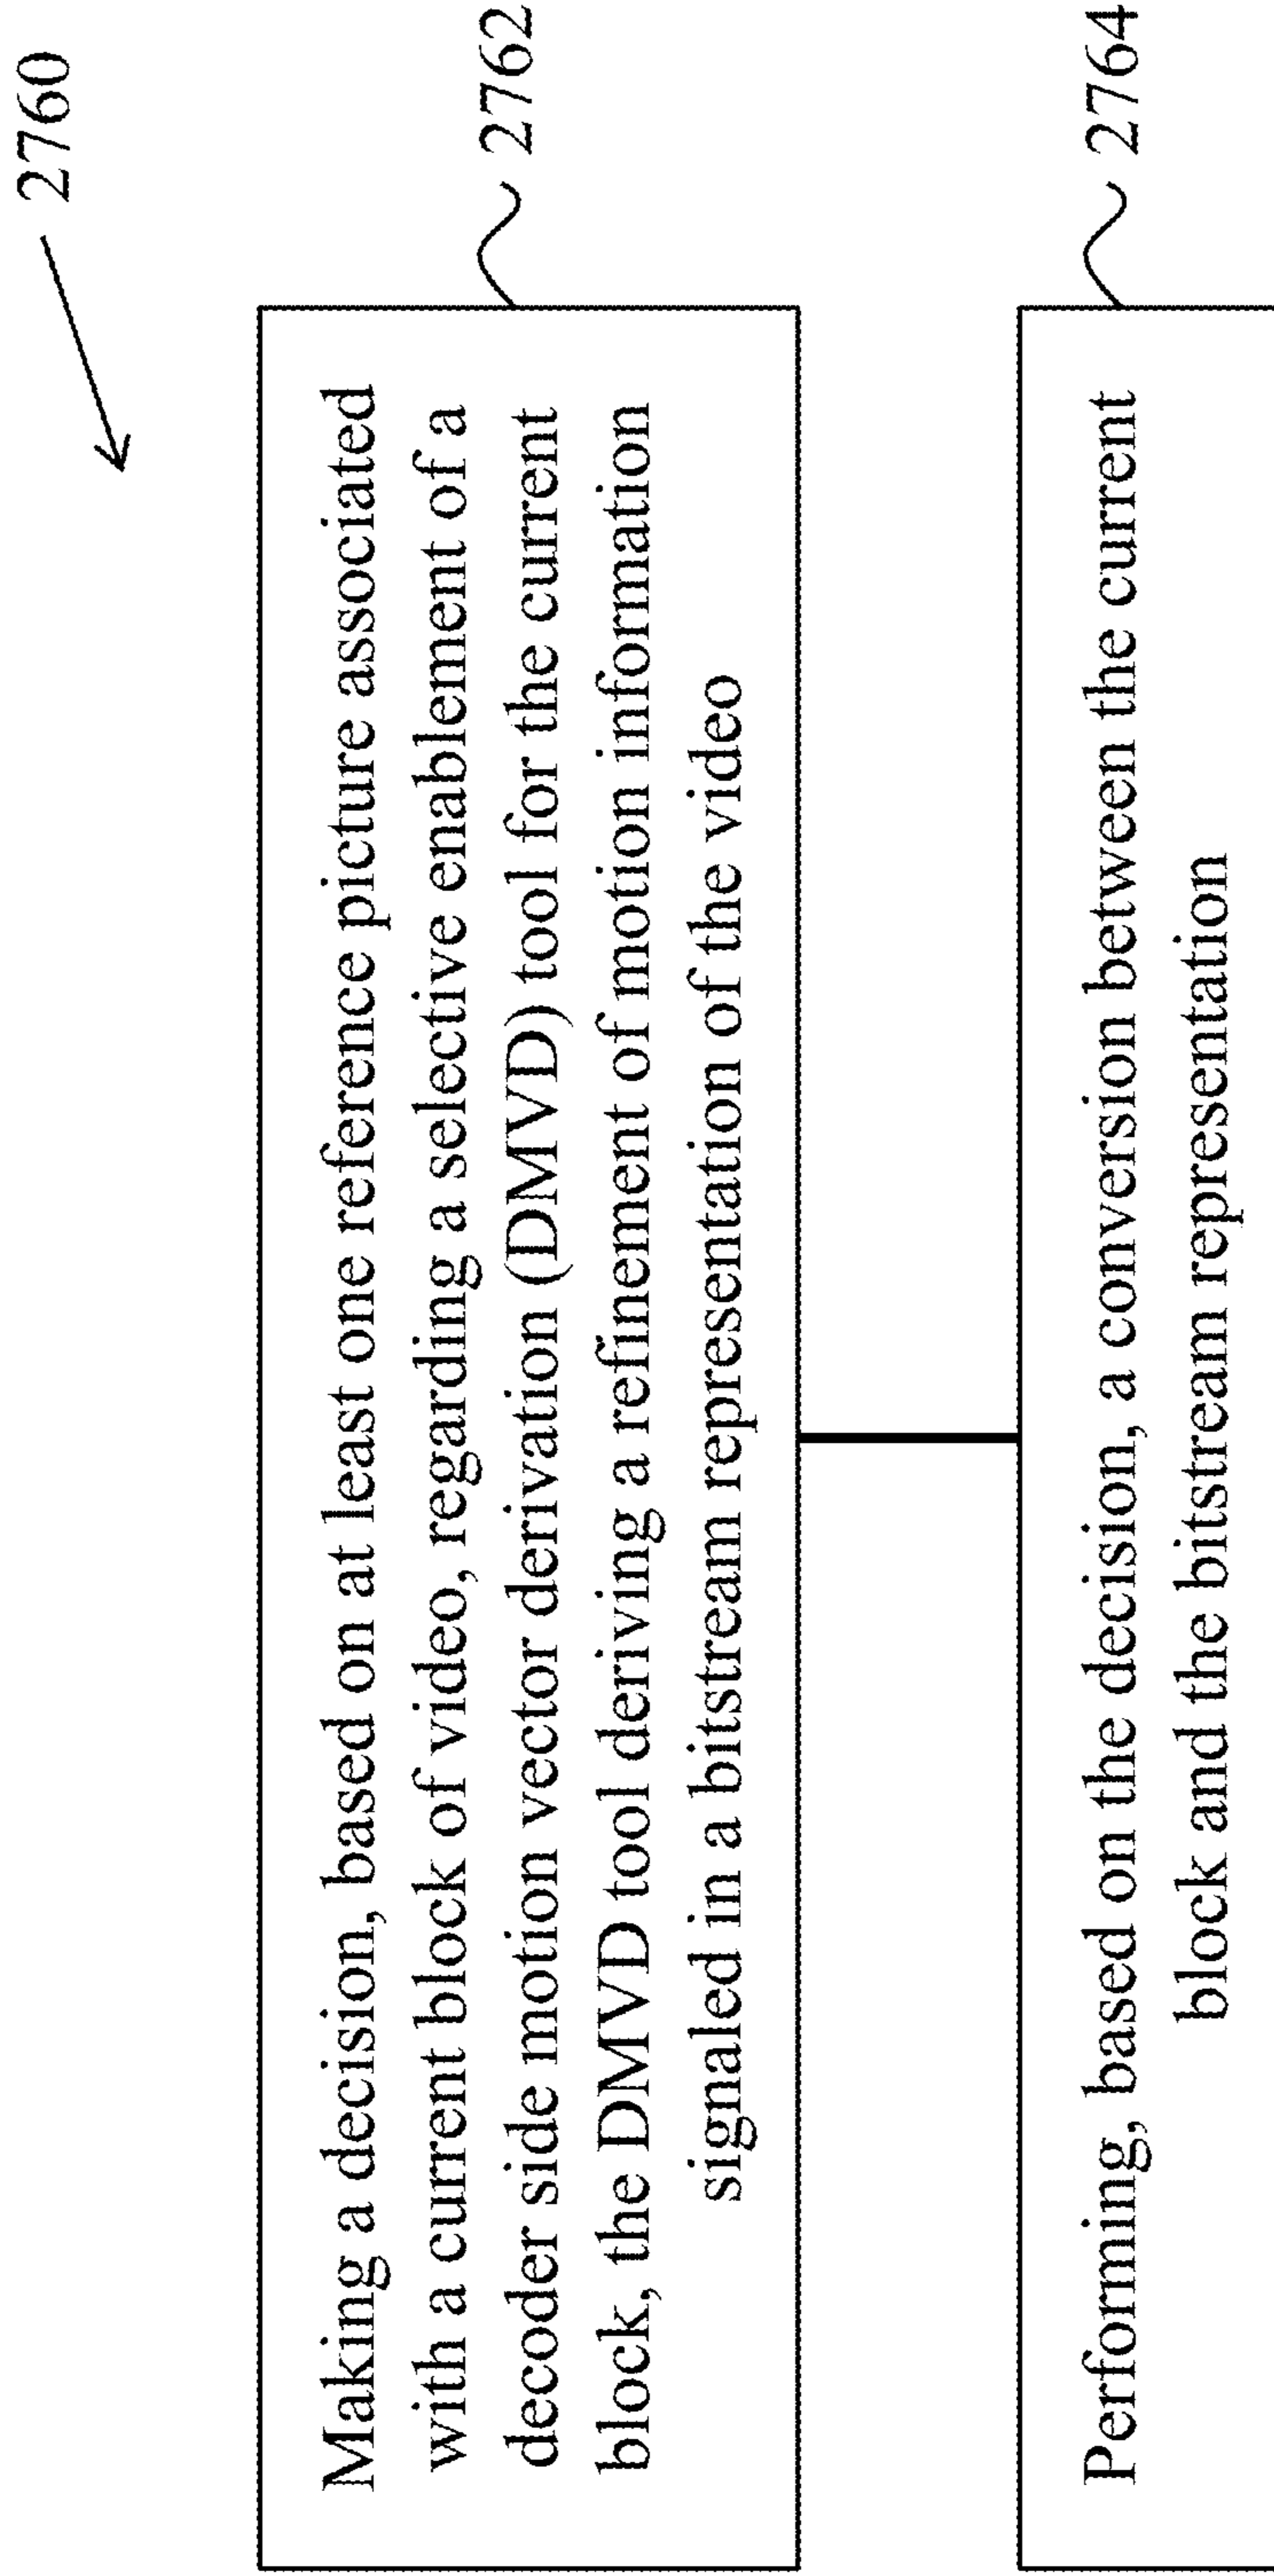 2760
Making a decision, based on at least one reference picture associated
with a current block of video, regarding a selective enablement of a
decoder side motion vector derivation (DMVD) tool for the current
block, the DMVD tool deriving a refinement of motion information
signaled in a bitstream representation of the video
2762
Performing, based on the decision, a conversion between the current
block and the bitstream representation
2764